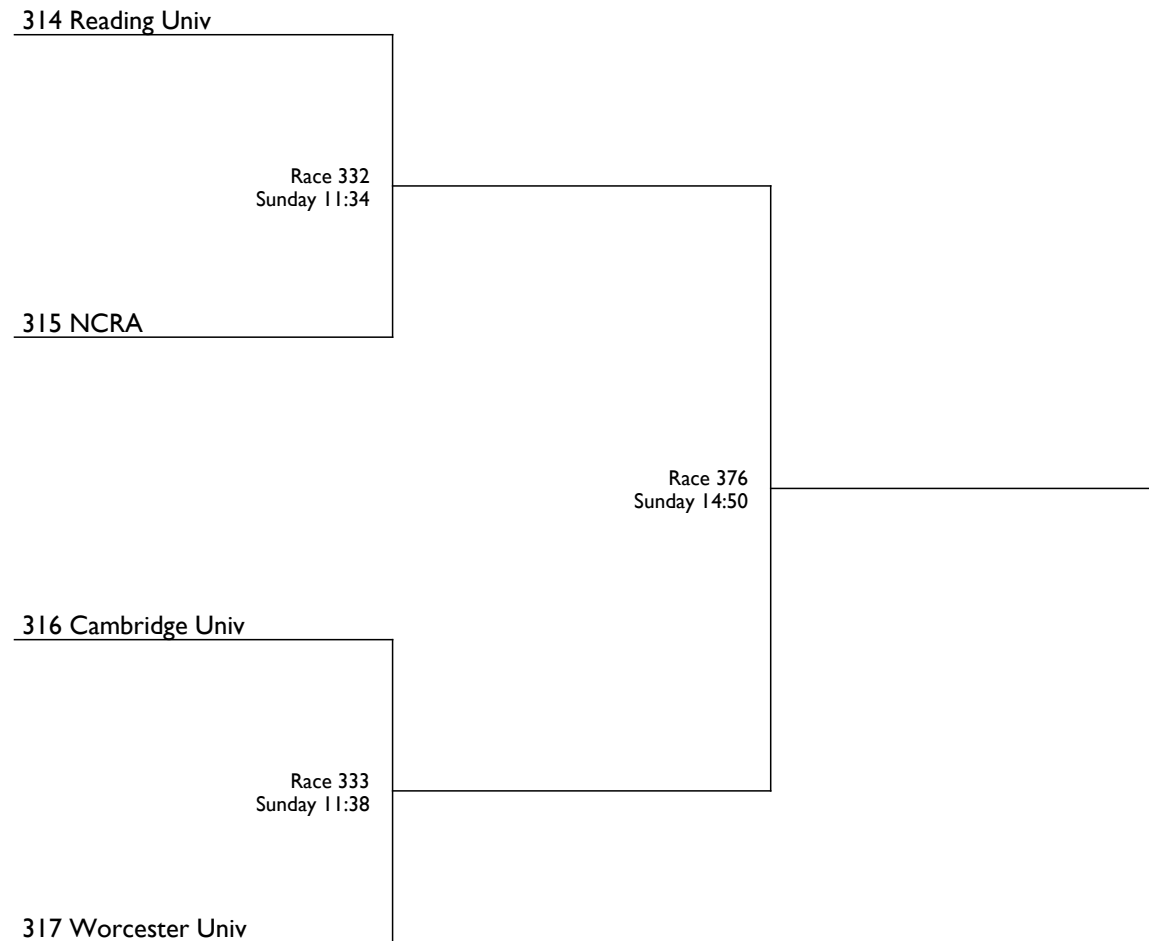 314 Reading Univ
Race 332
Sunday 11:34
315 NCRA
Race 376
Sunday 14:50
316 Cambridge Univ
Race 333
Sunday 11:38
317 Worcester Univ